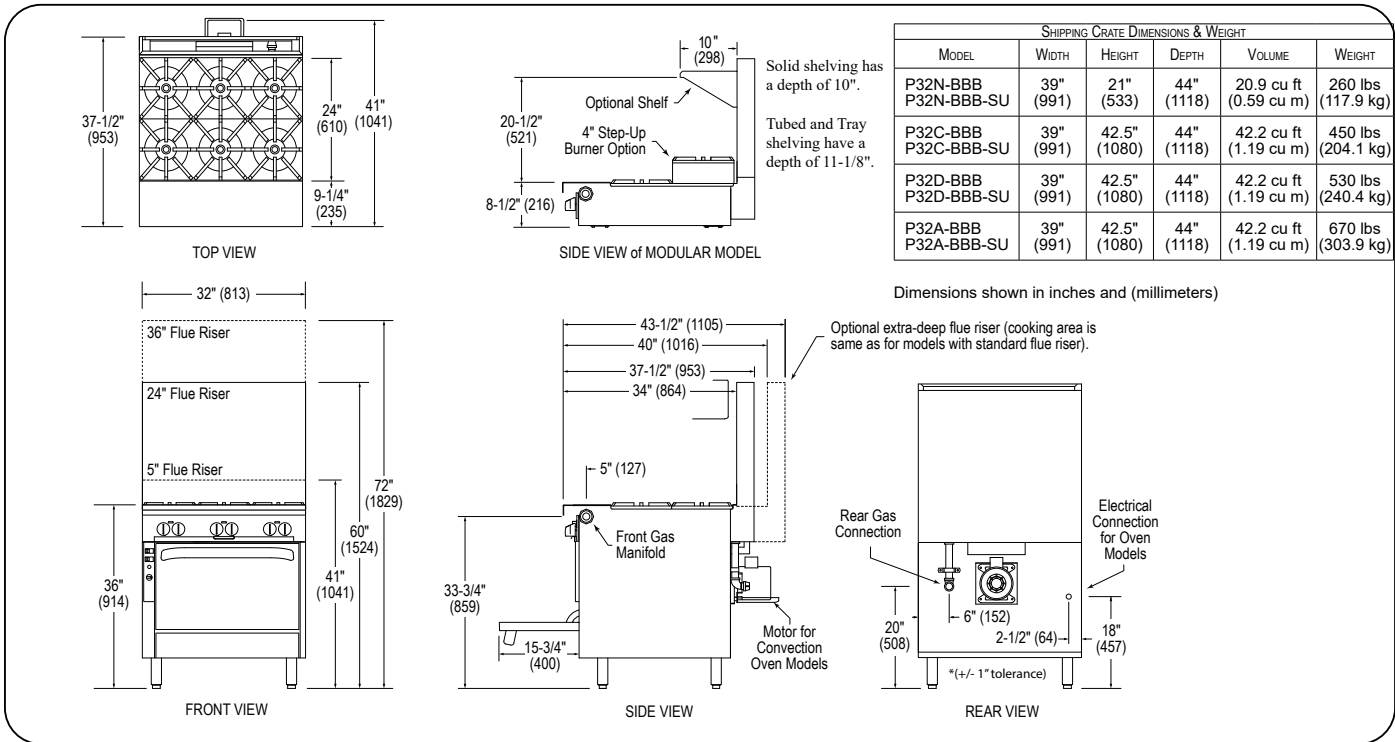 37-1/2"
(953)
24"
(610)
41"
(1041)
9-1/4"
(235)
TOP VIEW
10"
(298)
Optional Shelf
20-1/2"
(521)
4" Step-Up
Burner Option
8-1/2" (216)
SIDE VIEW of MODULAR MODEL
Solid shelving has
a depth of 10".
Tubed and Tray
shelving have a
depth of 11-1/8".
SHIPPING CRATE DIMENSIONS & WEIGHT
MODEL WIDTH HEIGHT DEPTH VOLUME WEIGHT
P32N-BBB 39" 21" 44" 20.9 cu ft 260 lbs
P32N-BBB-SU (991) (533) (1118) (0.59 cu m) (117.9 kg)
P32C-BBB 39" 42.5" 44" 42.2 cu ft 450 lbs
P32C-BBB-SU (991) (1080) (1118) (1.19 cu m) (204.1 kg)
P32D-BBB 39" 42.5" 44" 42.2 cu ft 530 lbs
P32D-BBB-SU (991) (1080) (1118) (1.19 cu m) (240.4 kg)
P32A-BBB 39" 42.5" 44" 42.2 cu ft 670 lbs
P32A-BBB-SU (991) (1080) (1118) (1.19 cu m) (303.9 kg)
Dimensions shown in inches and (millimeters)
32" (813)
36" Flue Riser
24" Flue Riser
5" Flue Riser
72"
(1829)
60"
(1524)
41"
(1041)
36"
(914)
FRONT VIEW
43-1/2" (1105)
40" (1016)
37-1/2" (953)
34" (864)
Optional extra-deep flue riser (cooking area is
same as for models with standard flue riser).
5" (127)
Front Gas
Manifold
33-3/4"
(859)
15-3/4"
(400)
Motor for
Convection
Oven Models
SIDE VIEW
Rear Gas
Connection
Electrical
Connection
for Oven
Models
6" (152)
20"
(508)
2-1/2" (64)
18"
(457)
*(+/- 1" tolerance)
REAR VIEW